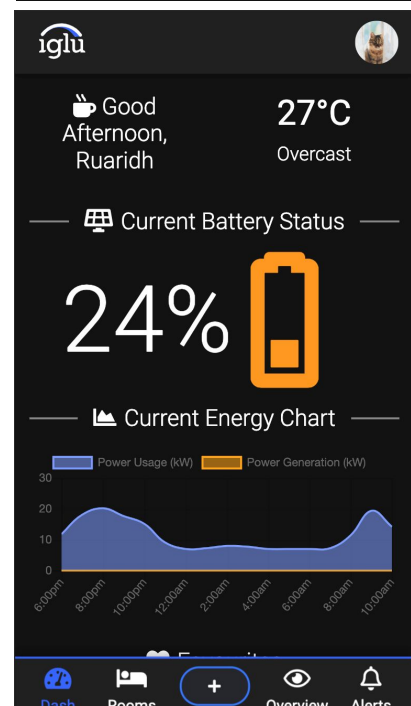 iglu
Good
Afternoon,
Ruaridh
27°C
Overcast
Current Battery Status
24%
Current Energy Chart
Power Usage (kW) Power Generation (kW)
30
20
10
0
6:00pm 8:00pm 10:00pm 12:00am 2:00am 4:00am 6:00am 8:00am 10:00am
Favourites
+
Dash Rooms Overview Alerts